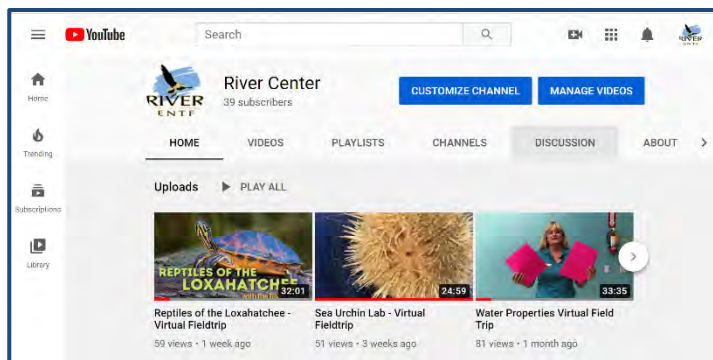 YouTube
Search
RIVER
Home
RIVER
ENTF
River Center
39 subscribers
CUSTOMIZE CHANNEL
MANAGE VIDEOS
HOME
VIDEOS
PLAYLISTS
CHANNELS
DISCUSSION
ABOUT
Trending
Subscriptions
Library
Uploads
PLAY ALL
REPTILES OF THE
LOXAHATCHEE
32:01
24:59
33:35
Reptiles of the Loxahatchee -
Virtual Fieldtrip
59 views • 1 week ago
Sea Urchin Lab - Virtual
Fieldtrip
51 views • 3 weeks ago
Water Properties Virtual Field
Trip
81 views • 1 month ago